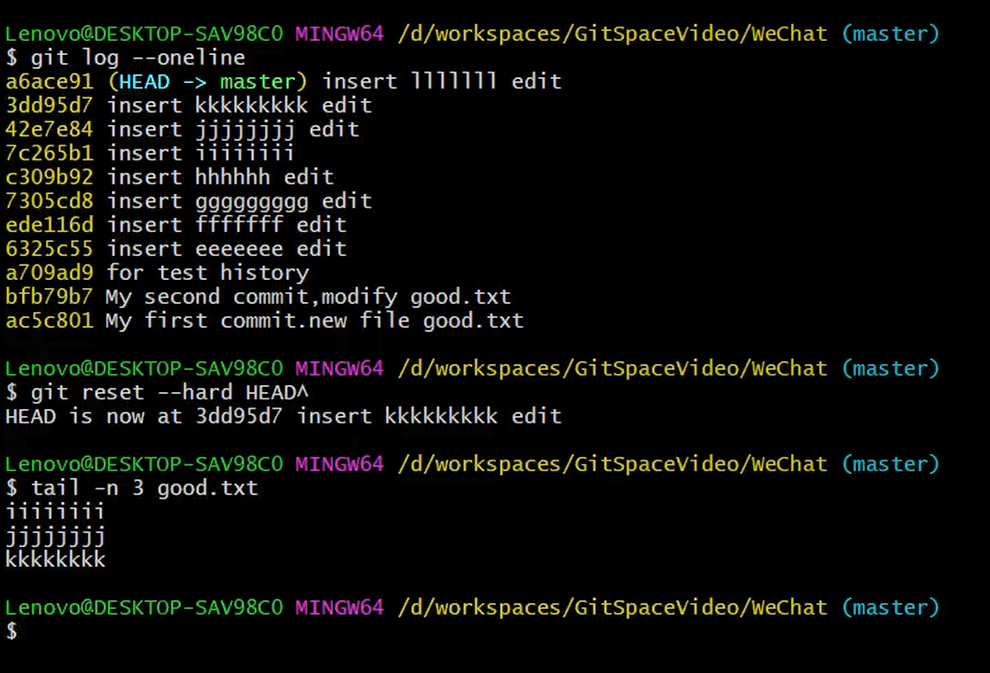 Lenovo@DESKTOP-SAV98C0 MINGW64 /d/workspaces/GitSpaceVideo/WeChat (master)
$ git log --oneline
a6ace91 (HEAD -> master) insert lllllll edit
3dd95d7 insert kkkkkkkkk edit
42e7e84 insert jjjjjjjj edit
7c265b1 insert iiiiiiii
c309b92 insert hhhhhh edit
7305cd8 insert ggggggggg edit
ede116d insert fffffff edit
6325c55 insert eeeeeee edit
a709ad9 for test history
bfb79b7 My second commit,modify good.txt
ac5c801 My first commit.new file good.txt
Lenovo@DESKTOP-SAV98C0 MINGW64 /d/workspaces/GitSpaceVideo/WeChat (master)
$ git reset --hard HEAD^
HEAD is now at 3dd95d7 insert kkkkkkkkk edit
Lenovo@DESKTOP-SAV98C0 MINGW64 /d/workspaces/GitSpaceVideo/WeChat (master)
$ tail -n 3 good.txt
iiiiiiii
jjjjjjjj
kkkkkkkk
Lenovo@DESKTOP-SAV98C0 MINGW64 /d/workspaces/GitSpaceVideo/WeChat (master)
$